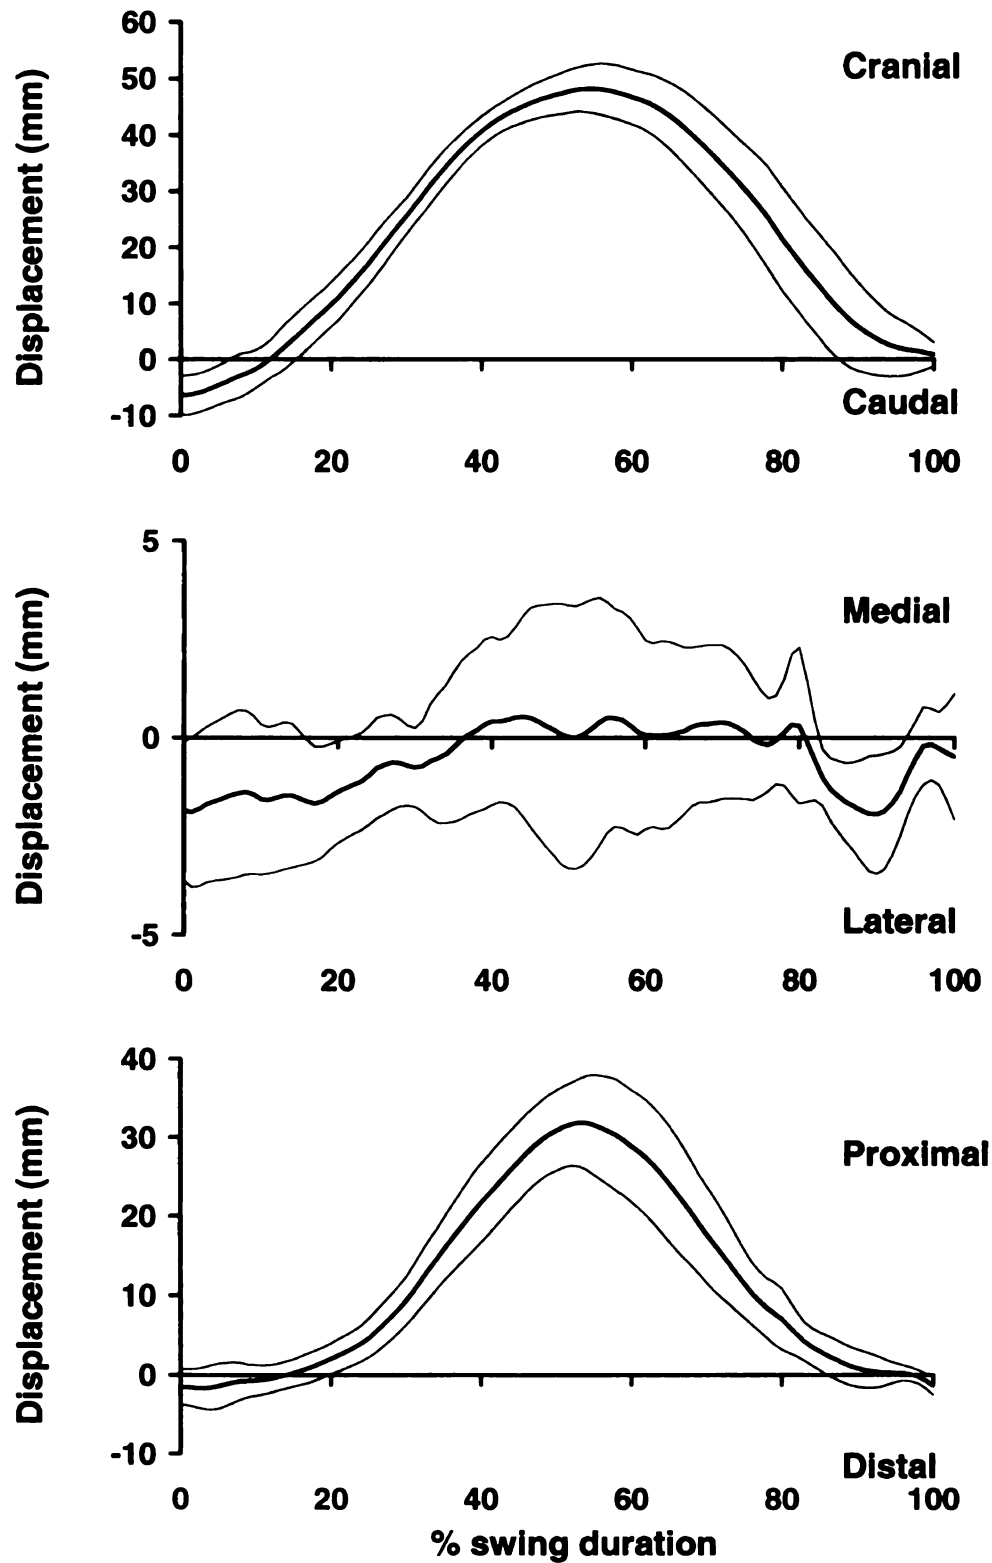 Displacement (mm)
60
50
40
30
20
10
0
-10
Cranial
Caudal
0 20 40 60 80 100
Displacement (mm)
5
0
-5
Medial
Lateral
0 20 40 60 80 100
Displacement (mm)
40
30
20
10
0
-10
Proximal
Distal
0 20 40 60 80 100
% swing duration